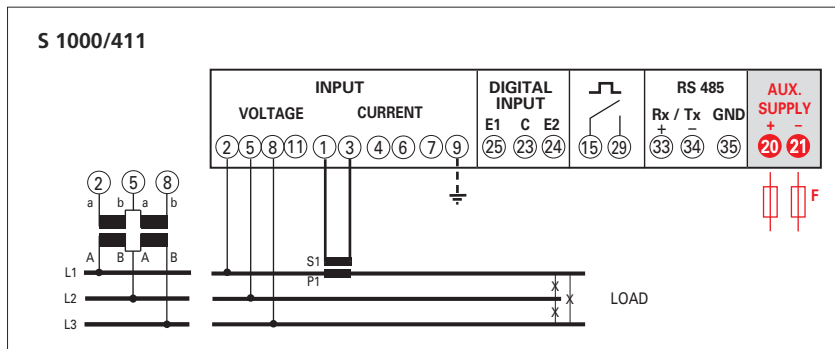 S 1000/411
INPUT
DIGITAL INPUT
RS 485
AUX. SUPPLY
VOLTAGE CURRENT
E1 C E2
Rx / Tx GND
+ −
+ −
2 5 8 11 1 3 4 6 7 9 25 23 24 15 29 33 34 35 20 21
2 5 8
a b a b
F
A B A B
S1
P1
L1
L2
L3
X
X
X
LOAD